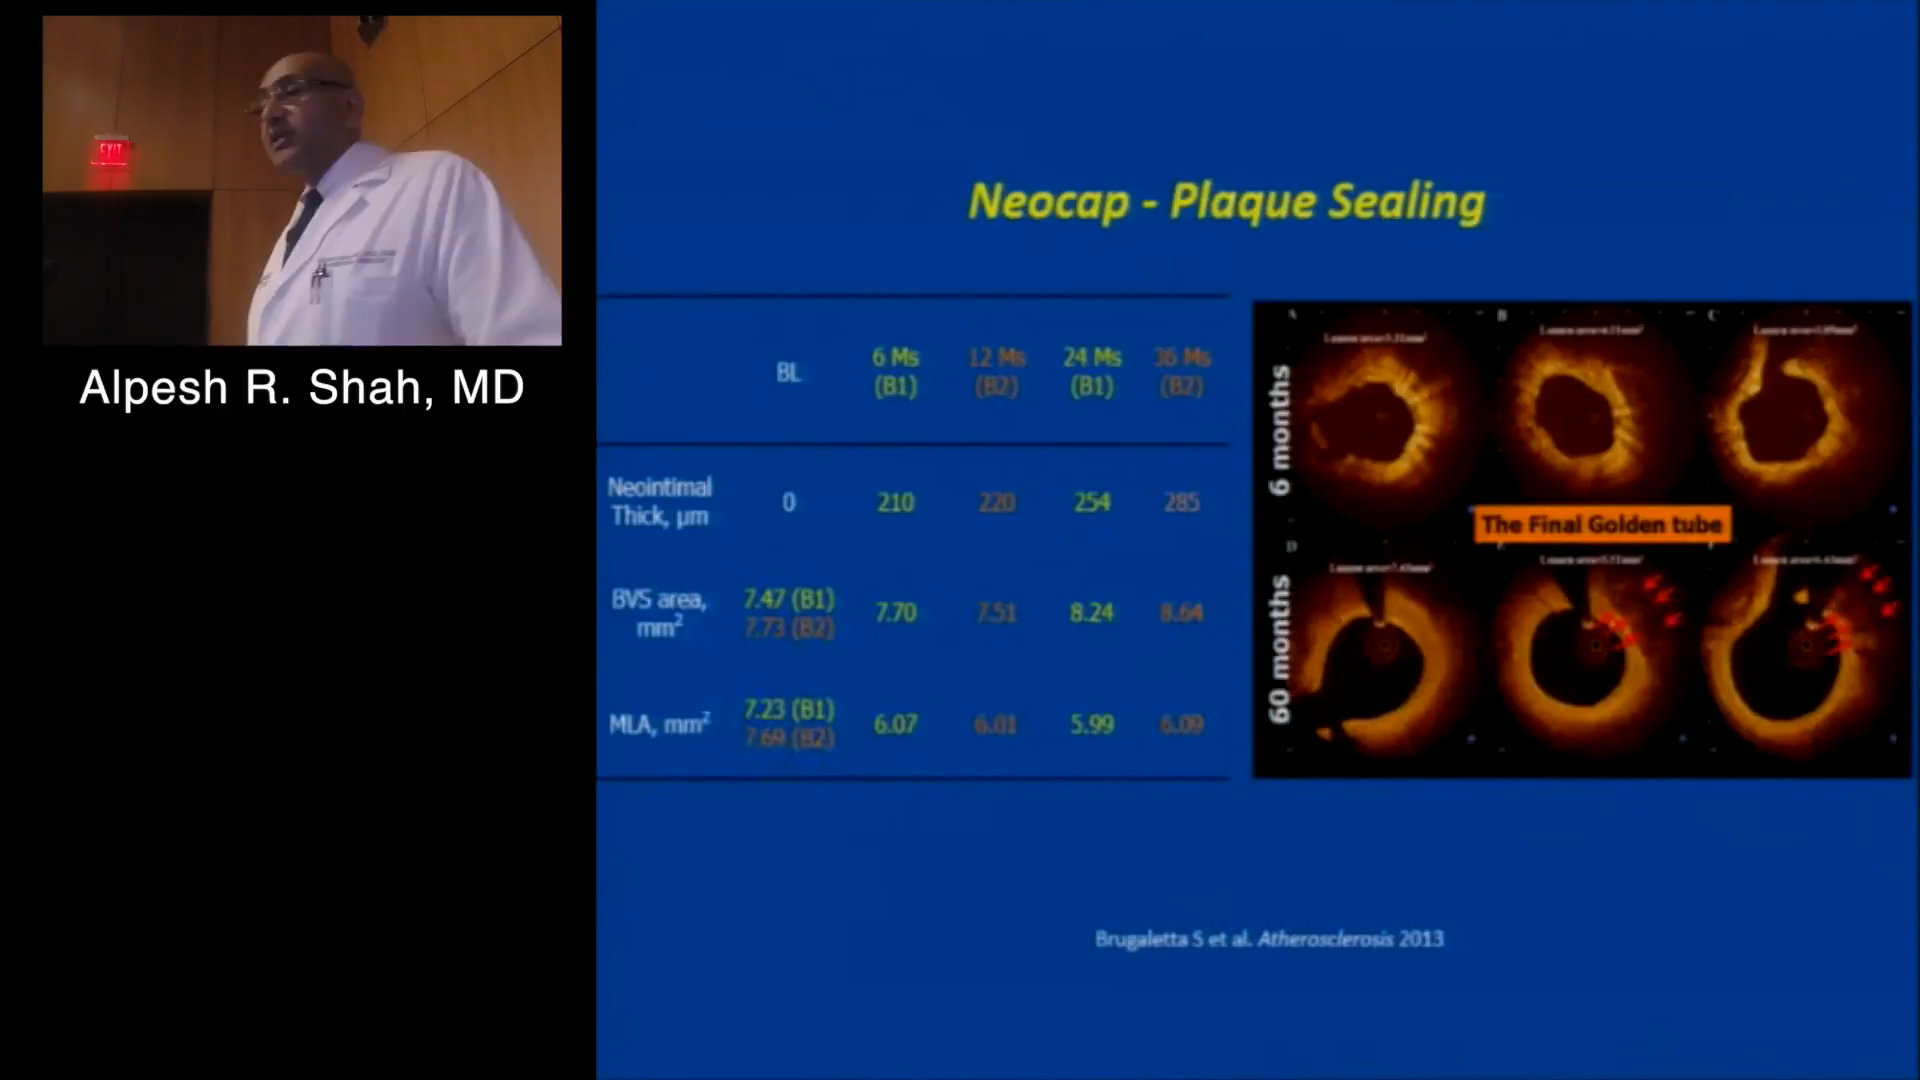 EXIT
Alpesh R. Shah, MD
Neocap - Plaque Sealing
BL
6 Ms (B1)
12 Ms (B2)
24 Ms (B1)
36 Ms (B2)
Neointimal Thick, µm
0
210
220
254
285
BVS area, mm²
7.47 (B1)
7.73 (B2)
7.70
7.51
8.24
8.64
MLA, mm²
7.23 (B1)
7.69 (B2)
6.07
6.01
5.99
6.09
6 months
60 months
A
B
C
D
The Final Golden tube
Brugaletta S et al. Atherosclerosis 2013